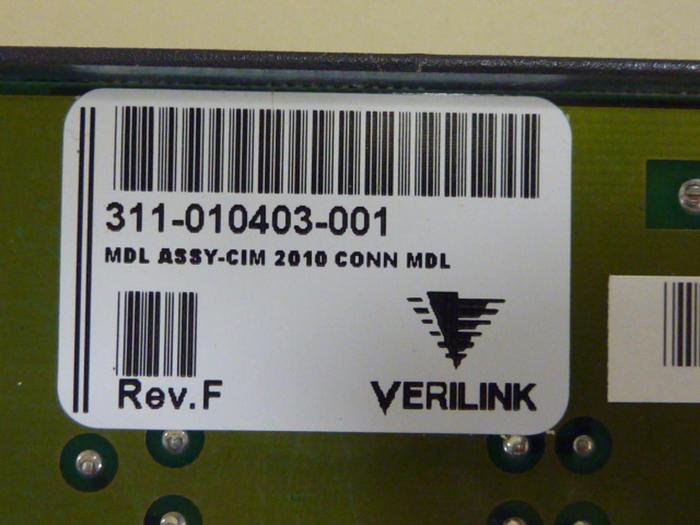 311-010403-001
MDL ASSY-CIM 2010 CONN MDL
Rev.F
VERILINK